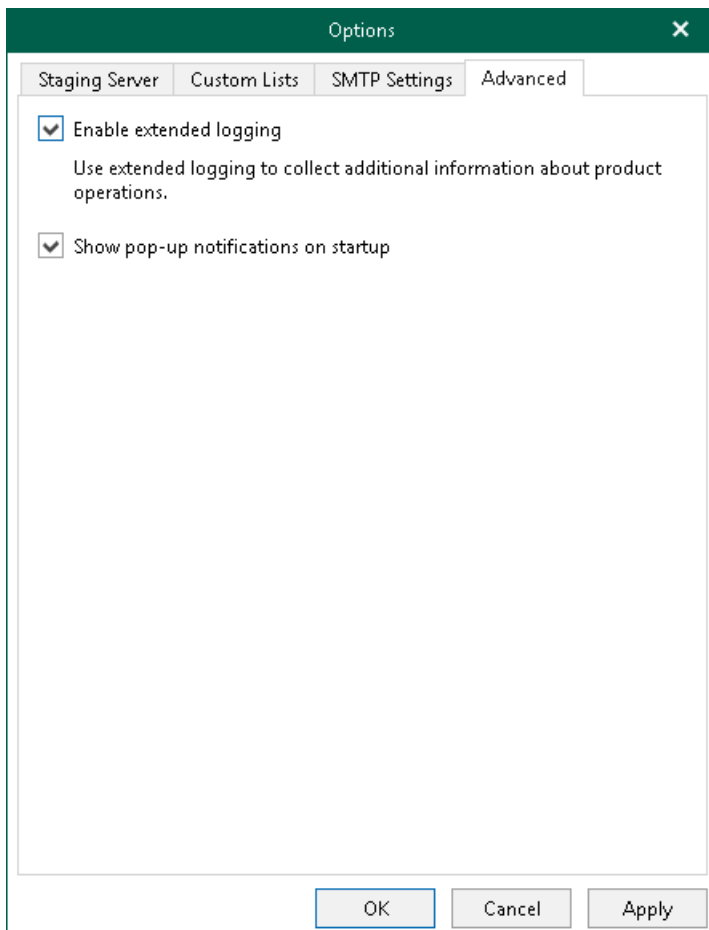 Options
Staging Server Custom Lists SMTP Settings Advanced
Enable extended logging
Use extended logging to collect additional information about product
operations.
Show pop-up notifications on startup
OK Cancel Apply